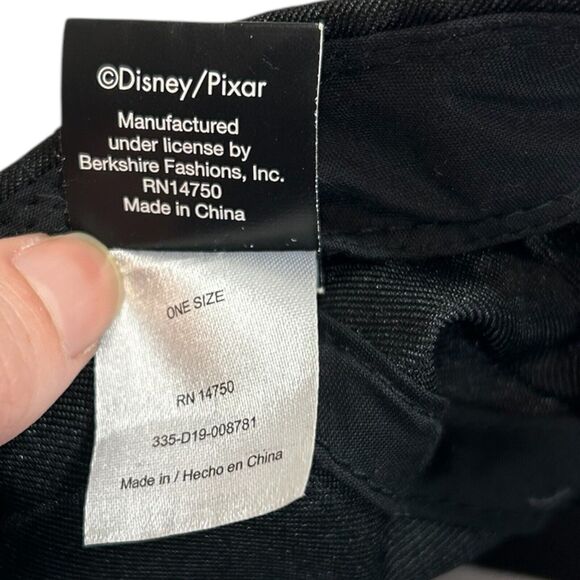 ©Disney/Pixar
Manufactured
under license by
Berkshire Fashions, Inc.
RN14750
Made in China
ONE SIZE
RN 14750
335-D19-008781
Made in / Hecho en China